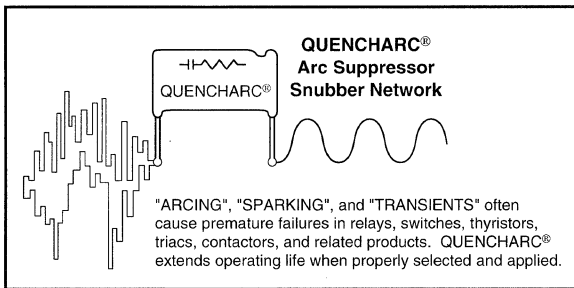 QUENCHARC®
Arc Suppressor
Snubber Network
QUENCHARC®
"ARCING", "SPARKING", and "TRANSIENTS" often
cause premature failures in relays, switches, thyristors,
triacs, contactors, and related products. QUENCHARC®
extends operating life when properly selected and applied.